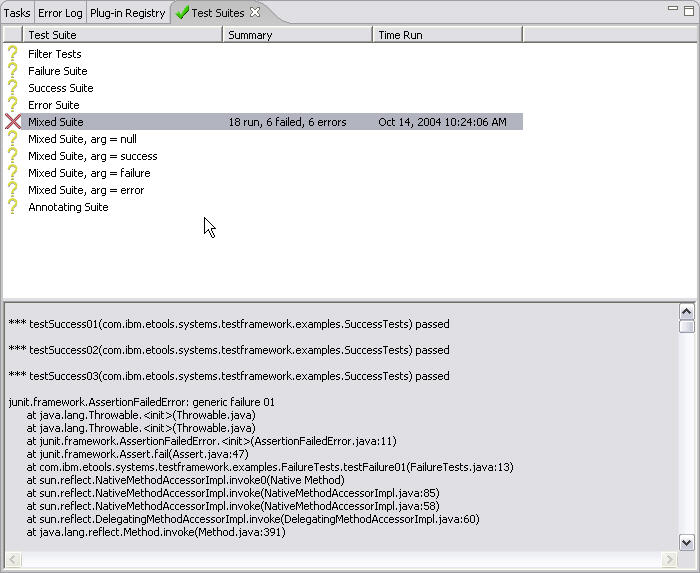 Tasks Error Log Plug-in Registry Test Suites
Test Suite Summary Time Run
Filter Tests
Failure Suite
Success Suite
Error Suite
Mixed Suite 18 run, 6 failed, 6 errors Oct 14, 2004 10:24:06 AM
Mixed Suite, arg = null
Mixed Suite, arg = success
Mixed Suite, arg = failure
Mixed Suite, arg = error
Annotating Suite
*** testSuccess01(com.ibm.etools.systems.testframework.examples.SuccessTests) passed
*** testSuccess02(com.ibm.etools.systems.testframework.examples.SuccessTests) passed
*** testSuccess03(com.ibm.etools.systems.testframework.examples.SuccessTests) passed
junit.framework.AssertionFailedError: generic failure 01
at java.lang.Throwable.<init>(Throwable.java)
at java.lang.Throwable.<init>(Throwable.java)
at junit.framework.AssertionFailedError.<init>(AssertionFailedError.java:11)
at junit.framework.Assert.fail(Assert.java:47)
at com.ibm.etools.systems.testframework.examples.FailureTests.testFailure01(FailureTests.java:13)
at sun.reflect.NativeMethodAccessorImpl.invoke0(Native Method)
at sun.reflect.NativeMethodAccessorImpl.invoke(NativeMethodAccessorImpl.java:85)
at sun.reflect.NativeMethodAccessorImpl.invoke(NativeMethodAccessorImpl.java:58)
at sun.reflect.DelegatingMethodAccessorImpl.invoke(DelegatingMethodAccessorImpl.java:60)
at java.lang.reflect.Method.invoke(Method.java:391)